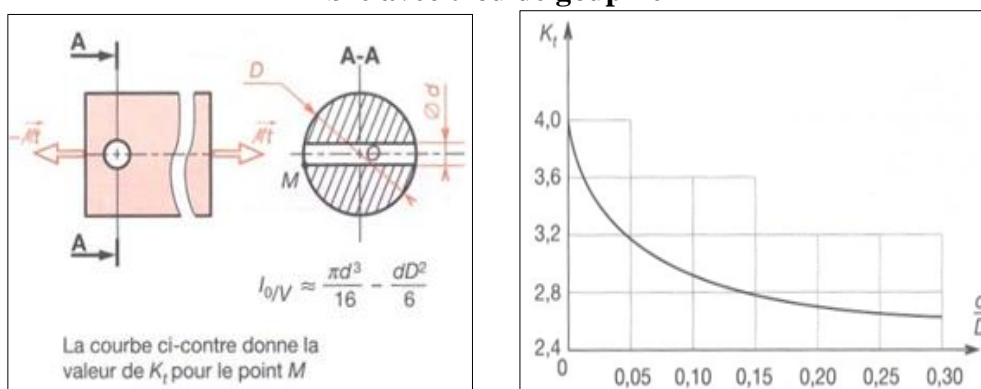 A
A-A
D
Ød
-𝓜t
𝓜t
O
M
A
I₀/V ≈ πd³/16 - dD²/6
La courbe ci-contre donne la
valeur de Kt pour le point M
Kt
4,0
3,6
3,2
2,8
2,4
0
0,05 0,10 0,15 0,20 0,25 0,30